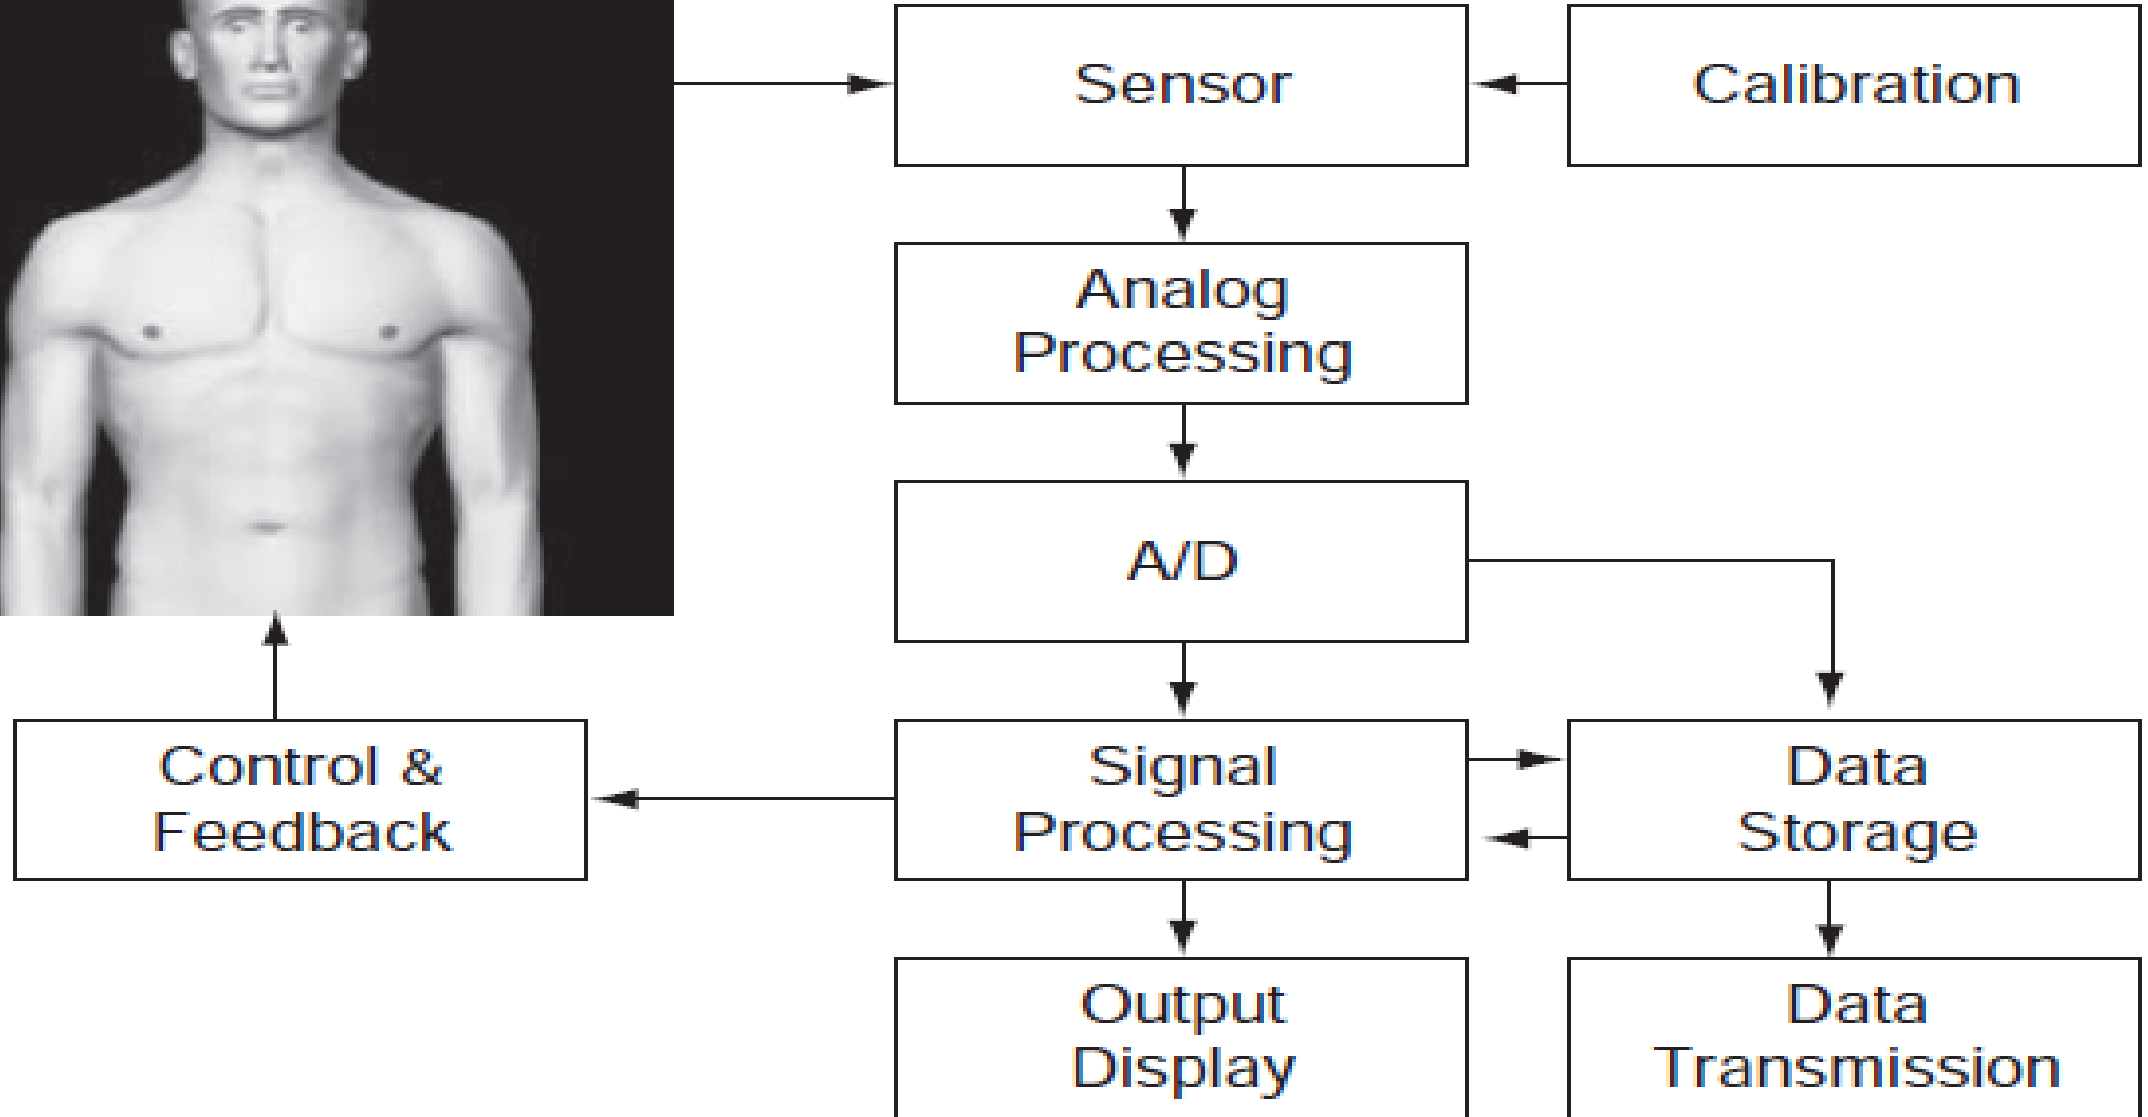 Sensor
Calibration
Analog
Processing
A/D
Control &
Feedback
Signal
Processing
Data
Storage
Output
Display
Data
Transmission